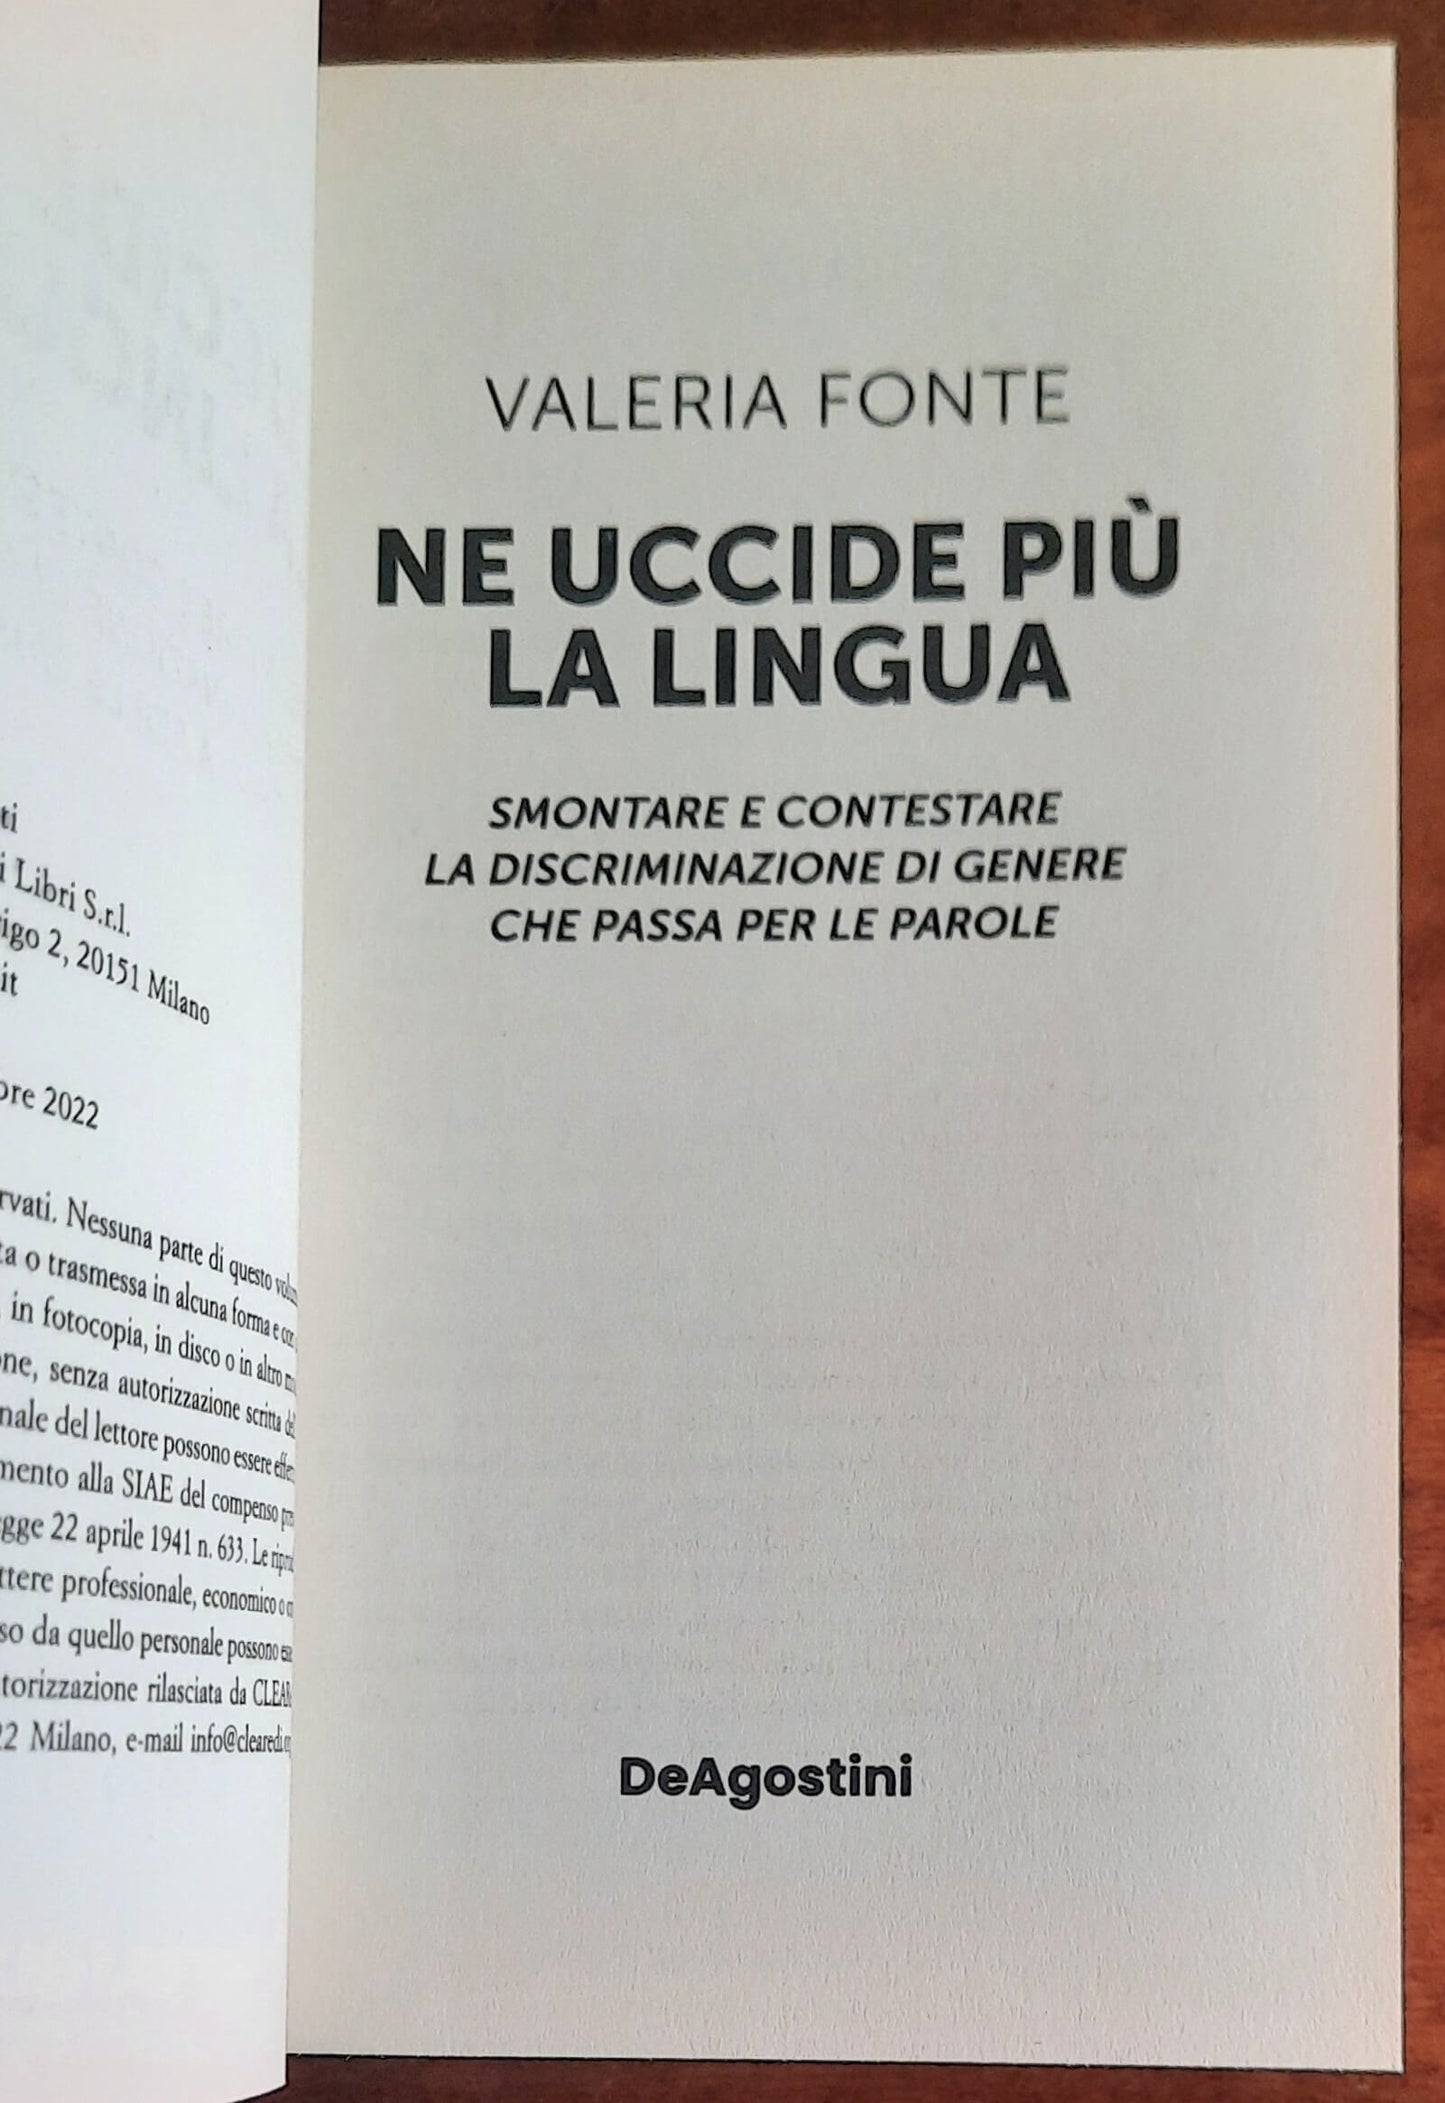 ti
i Libri S.r.l.
igo 2, 20151 Milano
it
bre 2022
rvati. Nessuna parte di questo
ta o trasmessa in alcuna forma e con
in fotocopia, in disco o in altro
one, senza autorizzazione scritta
nale del lettore possono essere
mento alla SIAE del compenso
gge 22 aprile 1941 n. 633. Le
ttere professionale, economico o
so da quello personale possono
torizzazione rilasciata da
22 Milano, e-mail
VALERIA FONTE
NE UCCIDE PIÙ
LA LINGUA
SMONTARE E CONTESTARE
LA DISCRIMINAZIONE DI GENERE
CHE PASSA PER LE PAROLE
DeAgostini